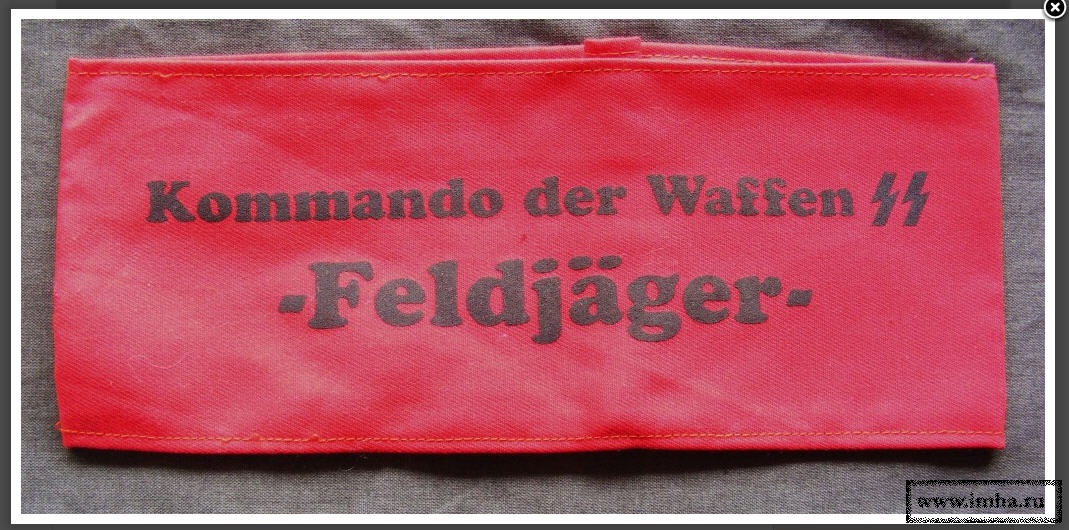 Kommando der Waffen ᛋᛋ
-Feldjäger-
www.imha.ru